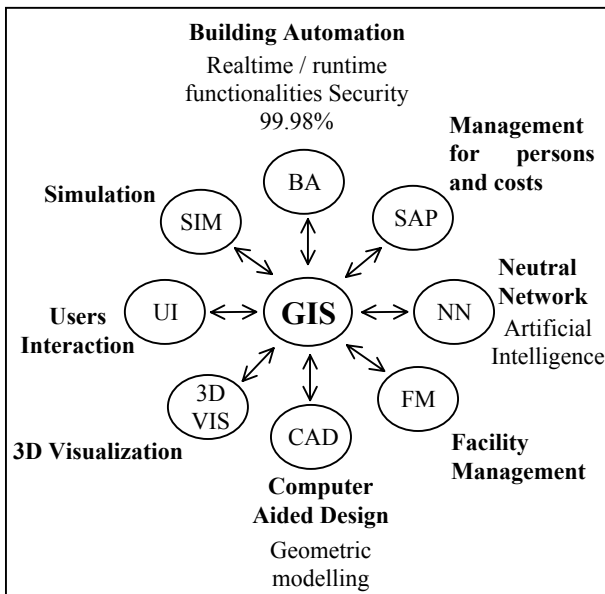 Building Automation
Realtime / runtime
functionalities Security
99.98%
Management
for persons
and costs
Simulation
BA
SIM
SAP
Neutral
Network
Artificial
Intelligence
UI
GIS
NN
Users
Interaction
3D
VIS
FM
CAD
3D Visualization
Facility
Management
Computer
Aided Design
Geometric
modelling